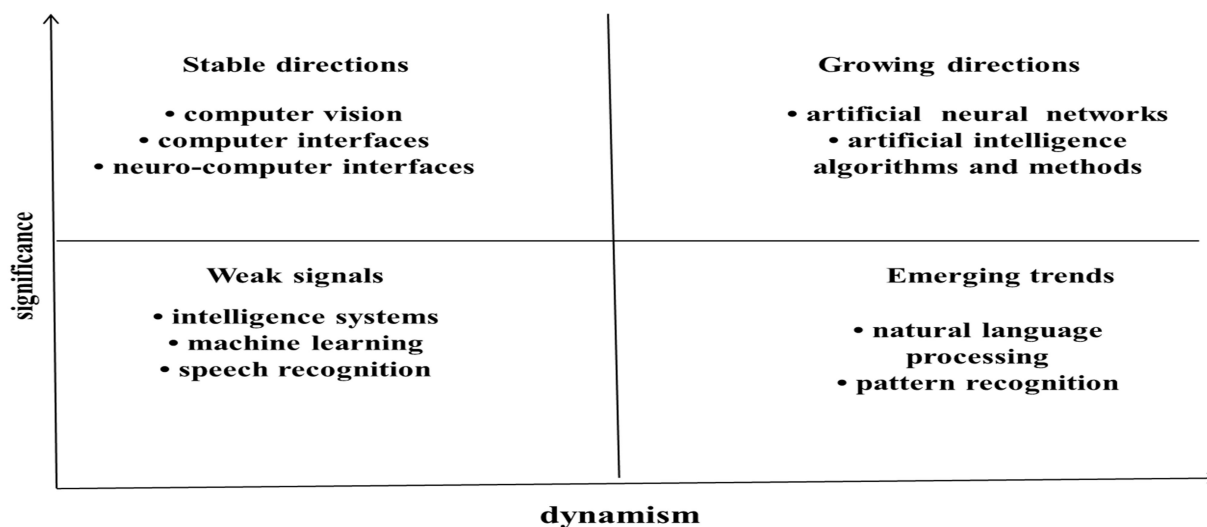 Stable directions
• computer vision
• computer interfaces
• neuro-computer interfaces
Growing directions
• artificial neural networks
• artificial intelligence
algorithms and methods
significance
Weak signals
• intelligence systems
• machine learning
• speech recognition
Emerging trends
• natural language
processing
• pattern recognition
dynamism